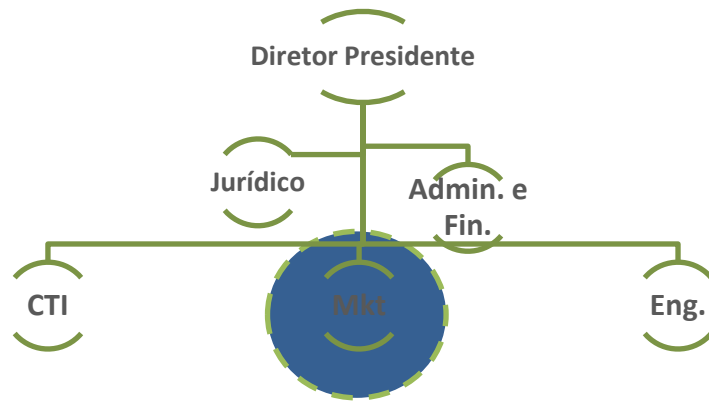 Diretor Presidente
Jurídico
Admin. e
Fin.
CTI
Mkt
Eng.